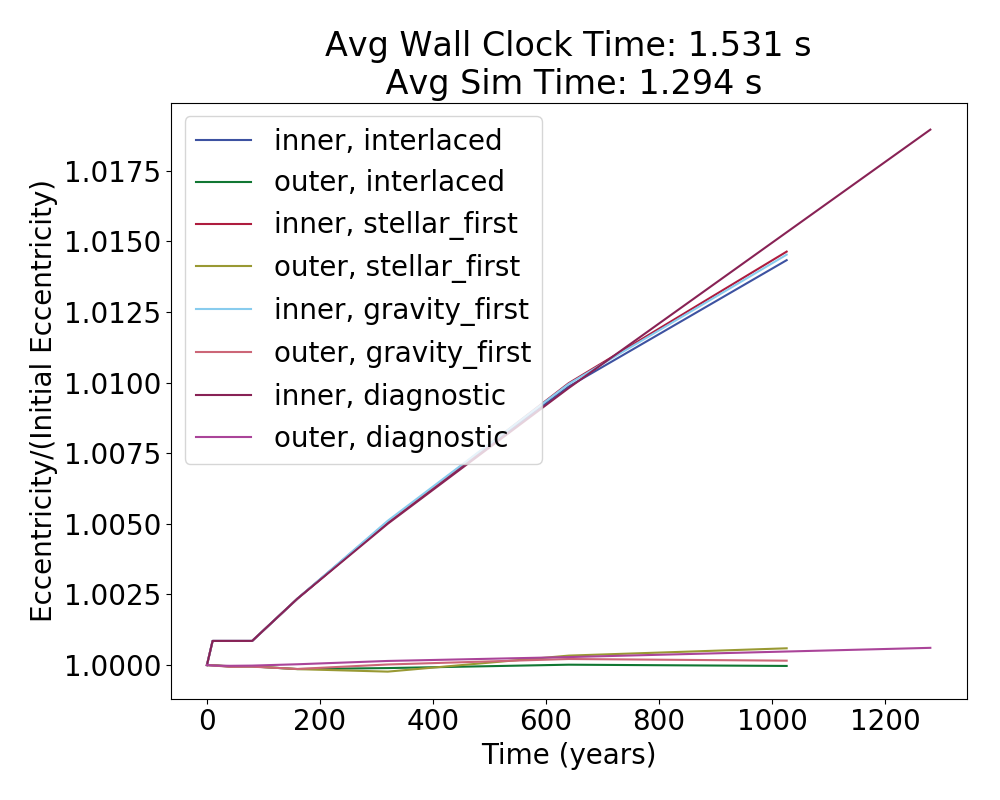 Avg Wall Clock Time: 1.531 s
Avg Sim Time: 1.294 s
Eccentricity/(Initial Eccentricity)
1.0175
1.0150
1.0125
1.0100
1.0075
1.0050
1.0025
1.0000
inner, interlaced
outer, interlaced
inner, stellar_first
outer, stellar_first
inner, gravity_first
outer, gravity_first
inner, diagnostic
outer, diagnostic
0 200 400 600 800 1000 1200
Time (years)